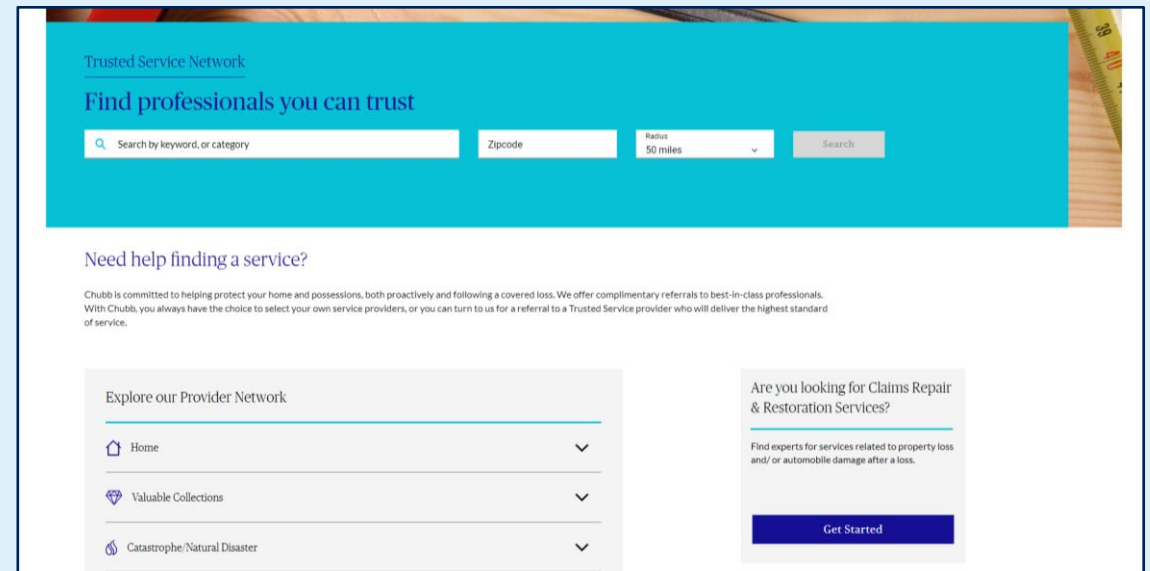 39
40
Trusted Service Network
Find professionals you can trust
Search by keyword, or category
Zipcode
Radius
50 miles
Search
Need help finding a service?
Chubb is committed to helping protect your home and possessions, both proactively and following a covered loss. We offer complimentary referrals to best-in-class professionals.
With Chubb, you always have the choice to select your own service providers, or you can turn to us for a referral to a Trusted Service provider who will deliver the highest standard
of service.
Explore our Provider Network
Home
Valuable Collections
Catastrophe/Natural Disaster
Are you looking for Claims Repair
& Restoration Services?
Find experts for services related to property loss
and/ or automobile damage after a loss.
Get Started